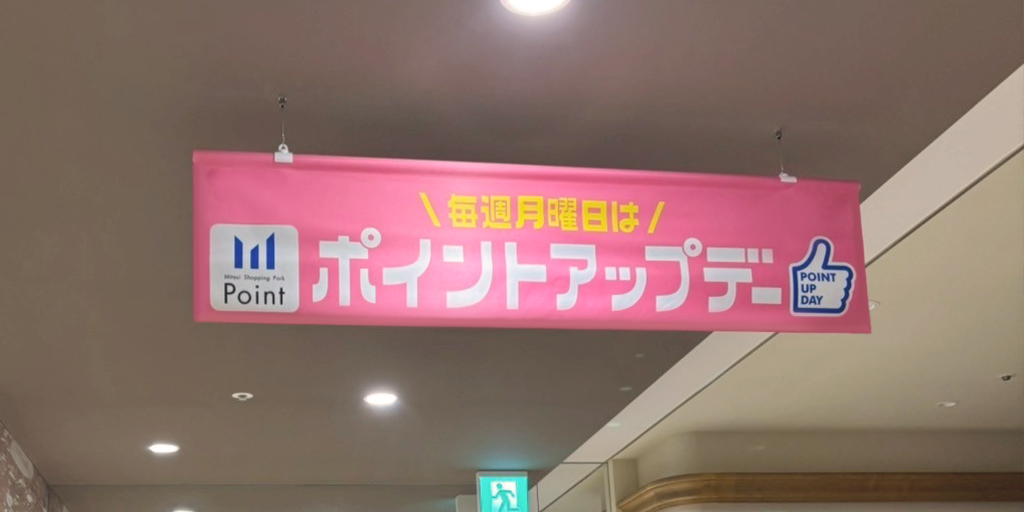 \毎週月曜日は/
ポイントアップデー
Mitsui Shopping Park
Point
POINT
UP
DAY